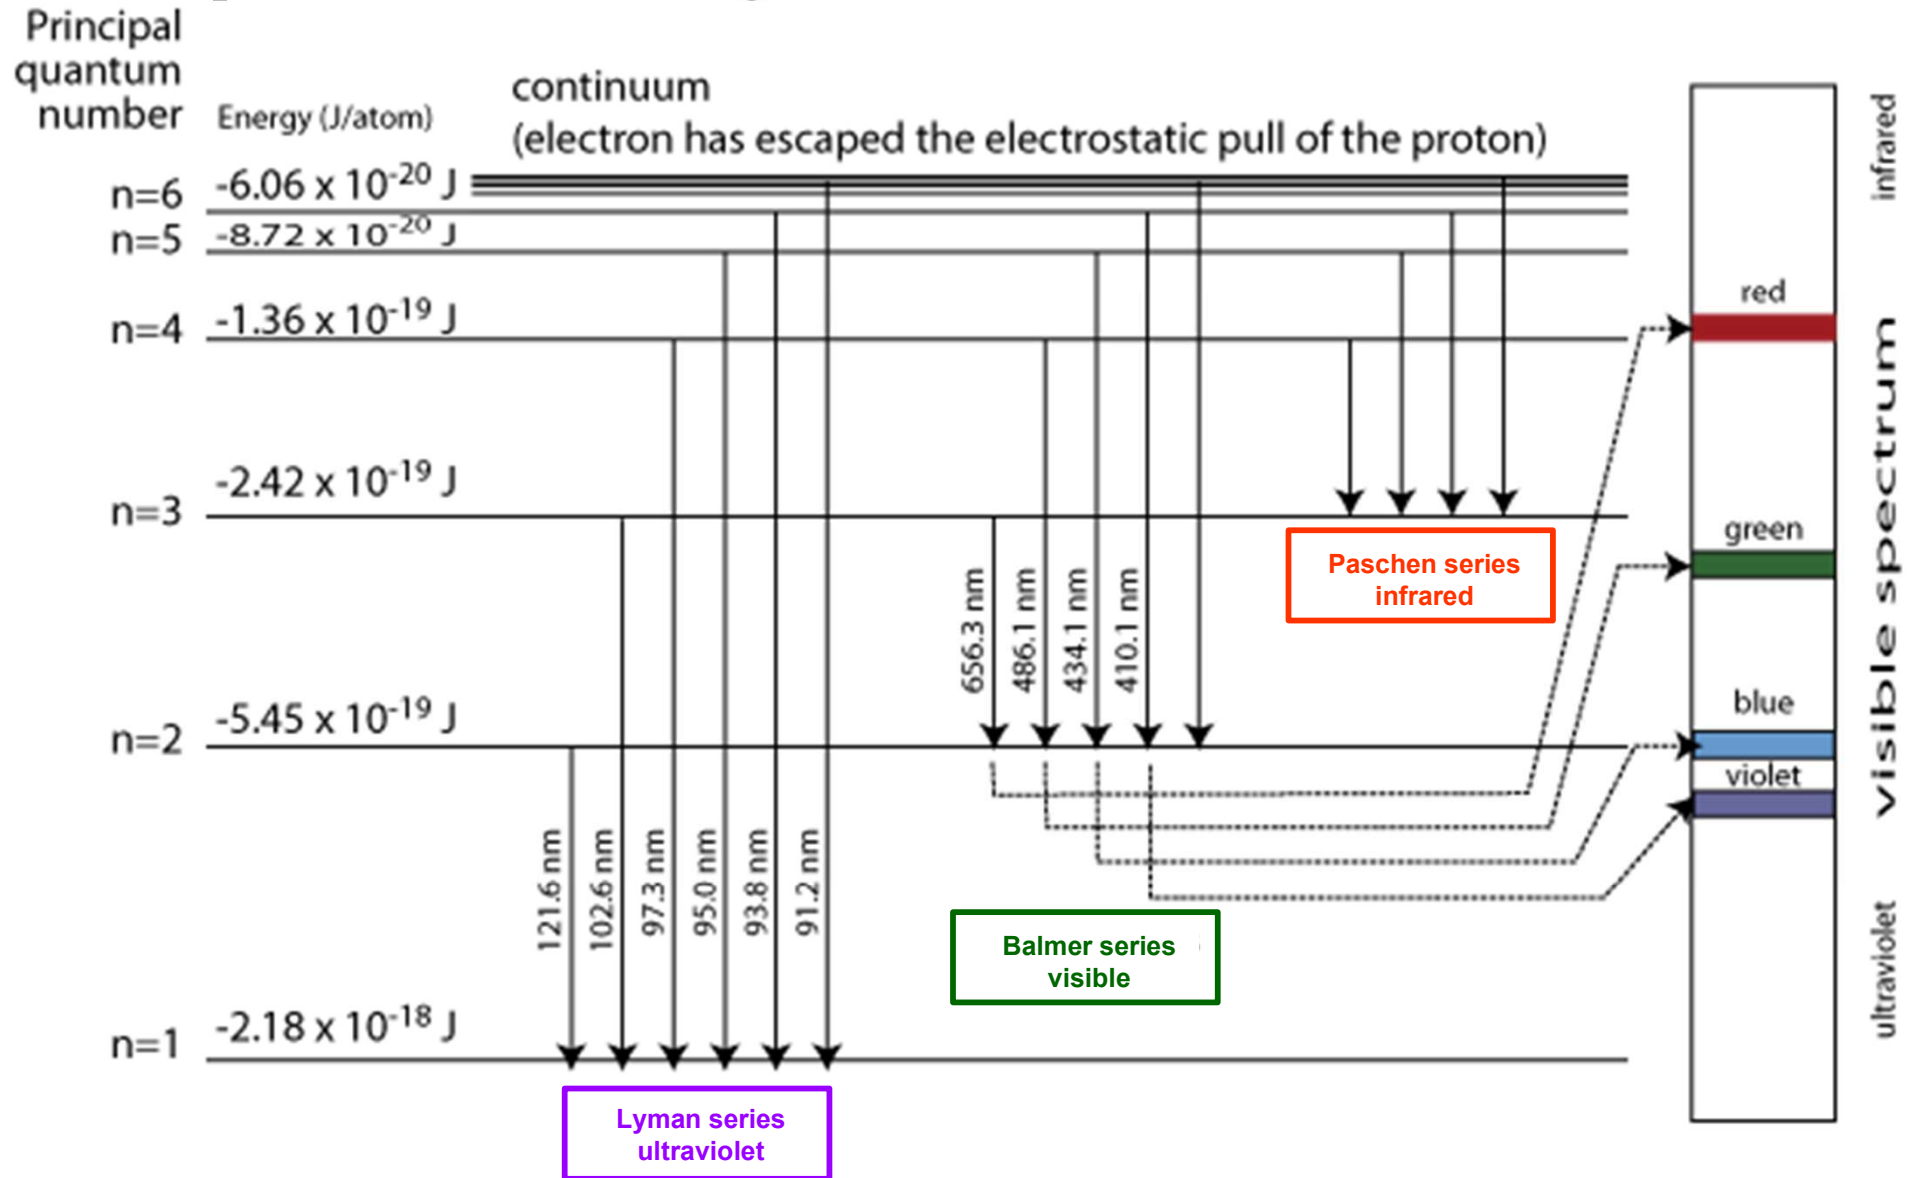 Principal
quantum
number
Energy (J/atom)
continuum
(electron has escaped the electrostatic pull of the proton)
n=6 -6.06 x 10^-20 J
n=5 -8.72 x 10^-20 J
n=4 -1.36 x 10^-19 J
n=3 -2.42 x 10^-19 J
n=2 -5.45 x 10^-19 J
n=1 -2.18 x 10^-18 J
121.6 nm
102.6 nm
97.3 nm
95.0 nm
93.8 nm
91.2 nm
Lyman series
ultraviolet
656.3 nm
486.1 nm
434.1 nm
410.1 nm
Balmer series
visible
Paschen series
infrared
red
green
blue
violet
infrared
visible spectrum
ultraviolet